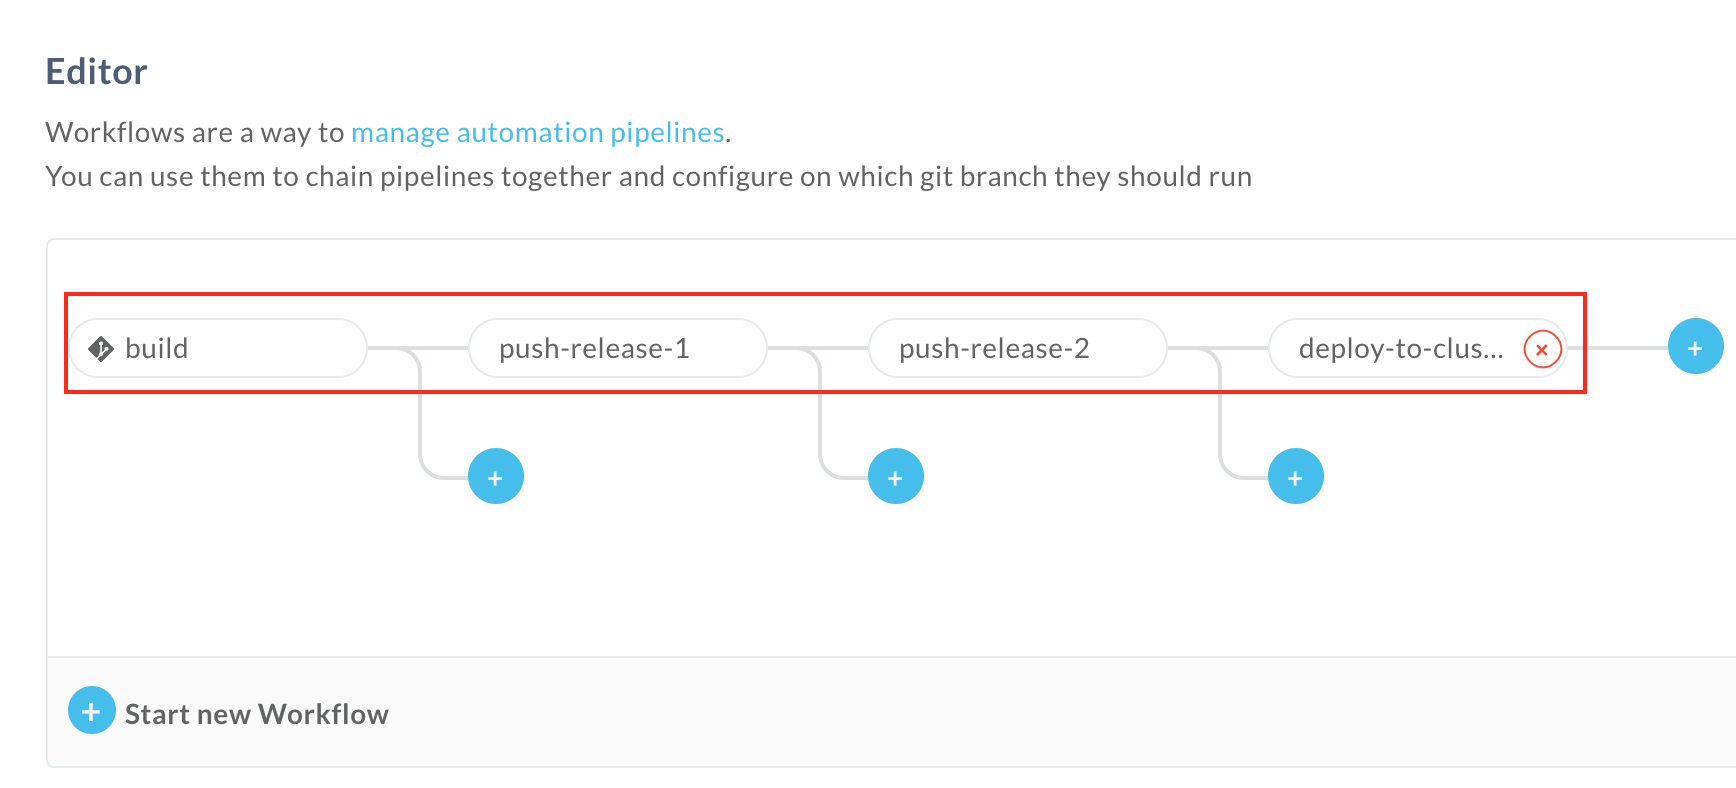 Editor
Workflows are a way to manage automation pipelines.
You can use them to chain pipelines together and configure on which git branch they should run
build push-release-1 push-release-2 deploy-to-clus... × +
+ + +
+ Start new Workflow